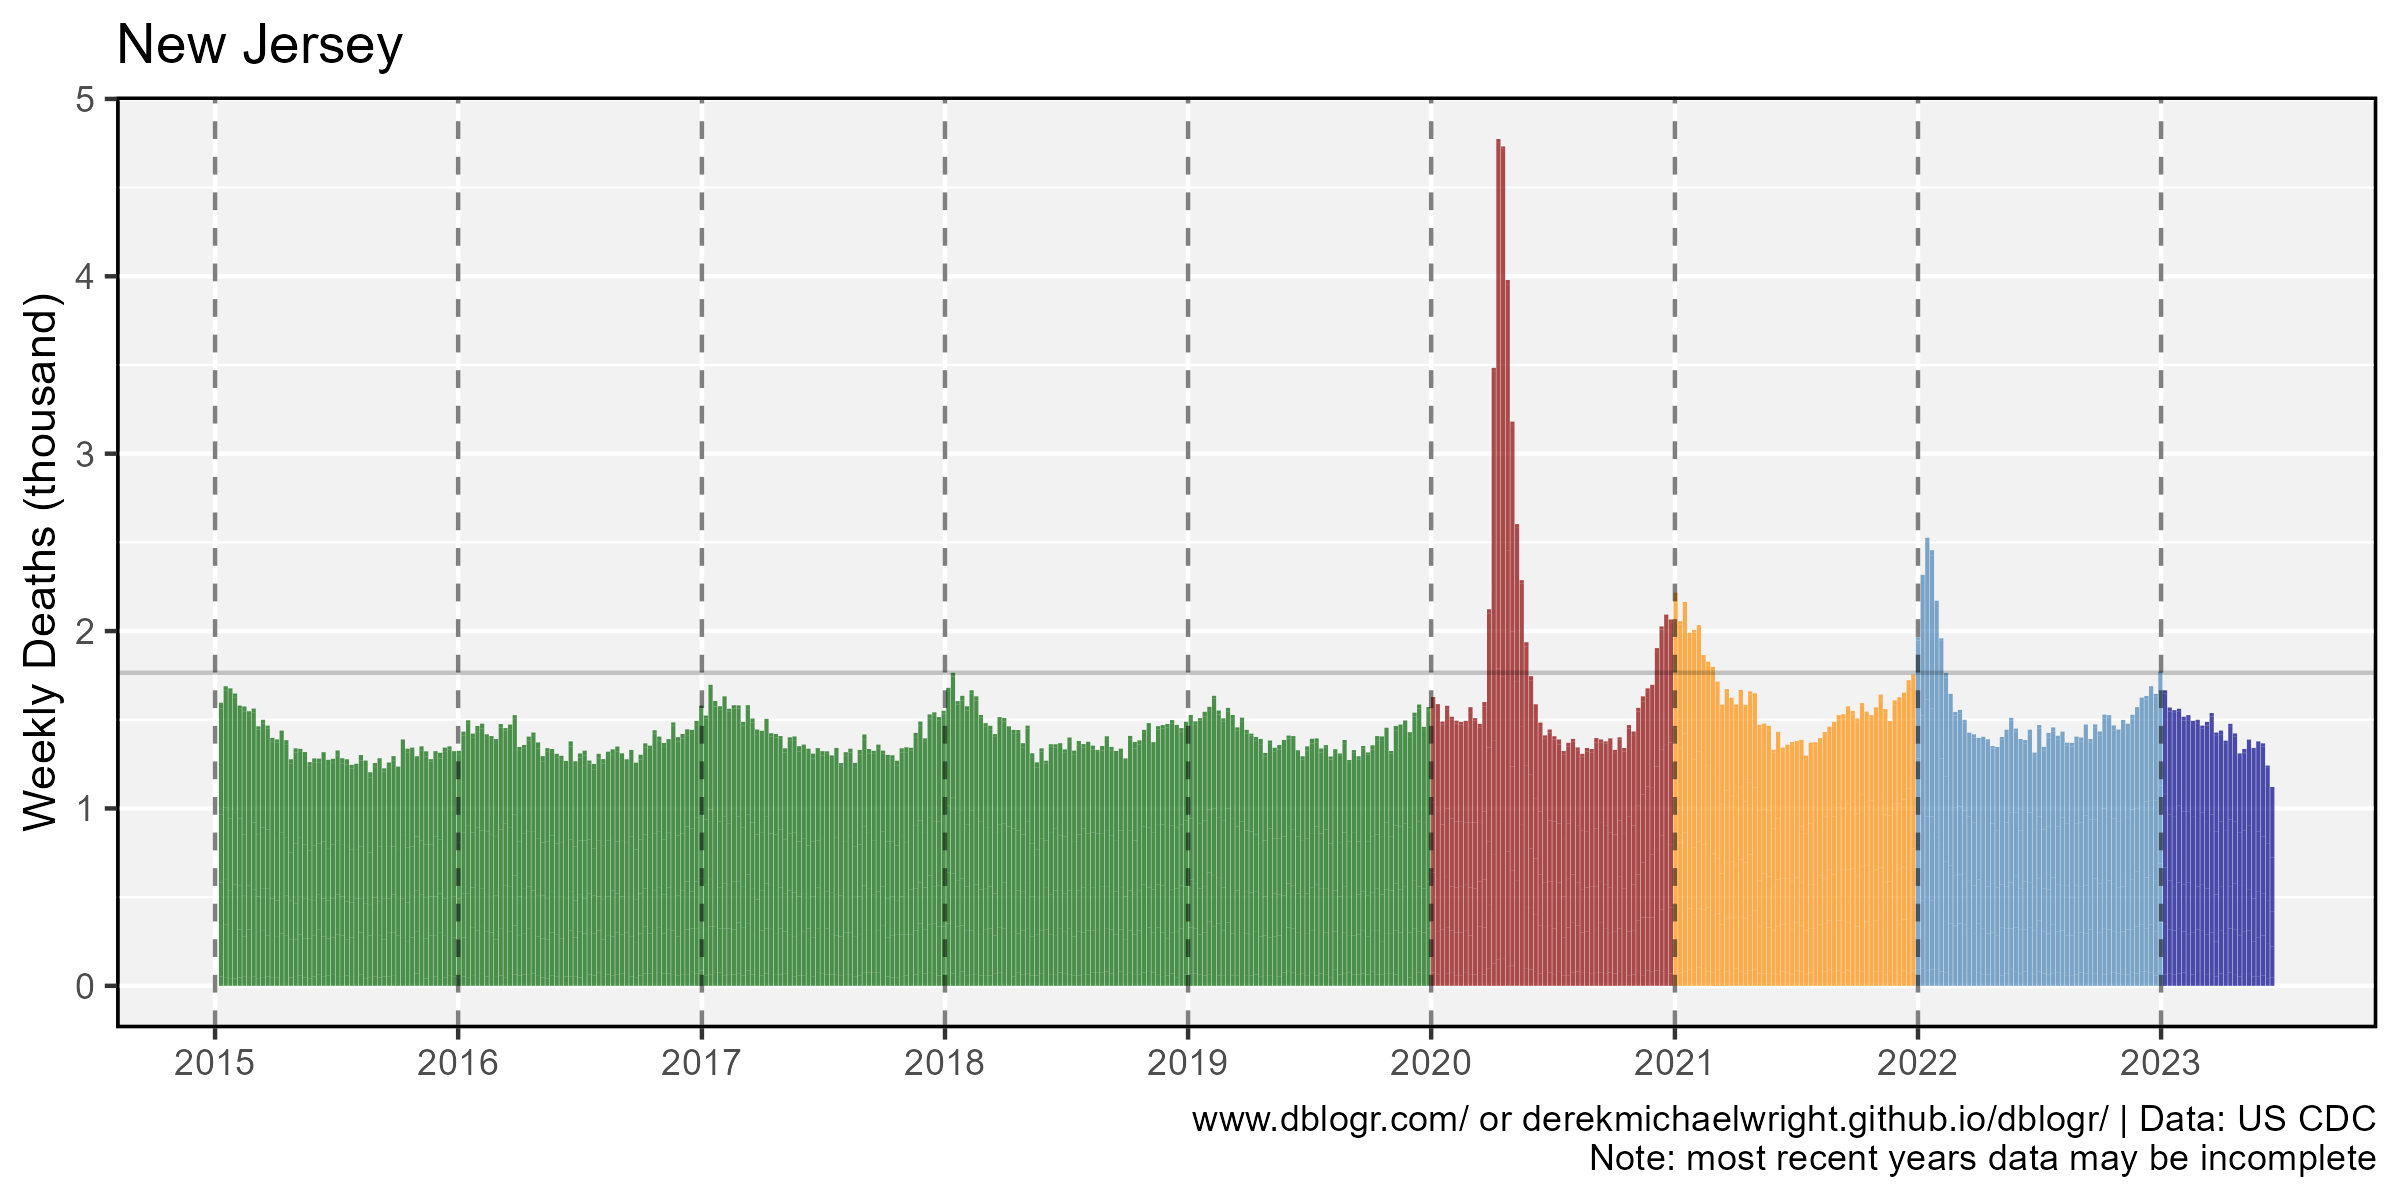 New Jersey
Weekly Deaths (thousand)
5
4
3
2
1
0
2015 2016 2017 2018 2019 2020 2021 2022 2023
www.dblogr.com/ or derekmichaelwright.github.io/dblogr/ | Data: US CDC
Note: most recent years data may be incomplete